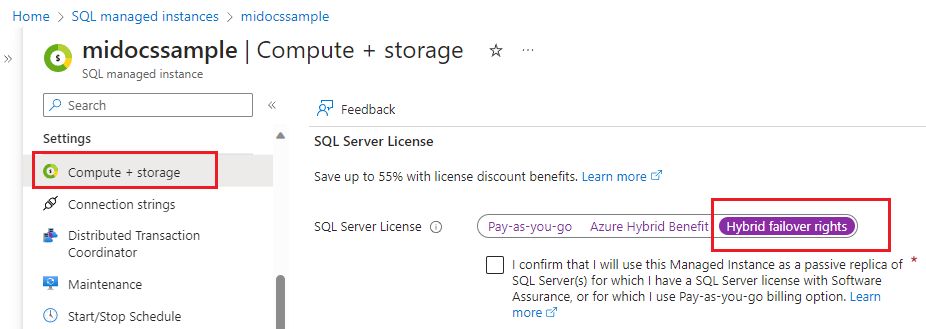 Home > SQL managed instances > midocssample
midocssample | Compute + storage
SQL managed instance
Search
Settings
Compute + storage
Connection strings
Distributed Transaction
Coordinator
Maintenance
Start/Stop Schedule
Feedback
SQL Server License
Save up to 55% with license discount benefits. Learn more
SQL Server License
Pay-as-you-go Azure Hybrid Benefit Hybrid failover rights
I confirm that I will use this Managed Instance as a passive replica of *
SQL Server(s) for which I have a SQL Server license with Software
Assurance, or for which I use Pay-as-you-go billing option. Learn
more